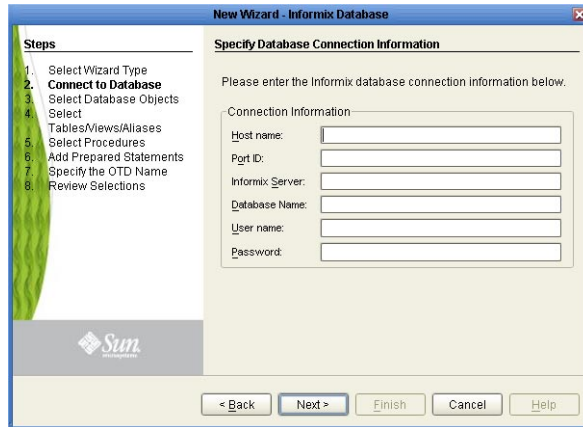 New Wizard - Informix Database
Steps
1. Select Wizard Type
2. Connect to Database
3. Select Database Objects
4. Select
Tables/Views/Aliases
5. Select Procedures
6. Add Prepared Statements
7. Specify the OTD Name
8. Review Selections
Sun
microsystems
Specify Database Connection Information
Please enter the Informix database connection information below.
Connection Information
Host name:
Port ID:
Informix Server:
Database Name:
User name:
Password:
< Back
Next >
Finish
Cancel
Help